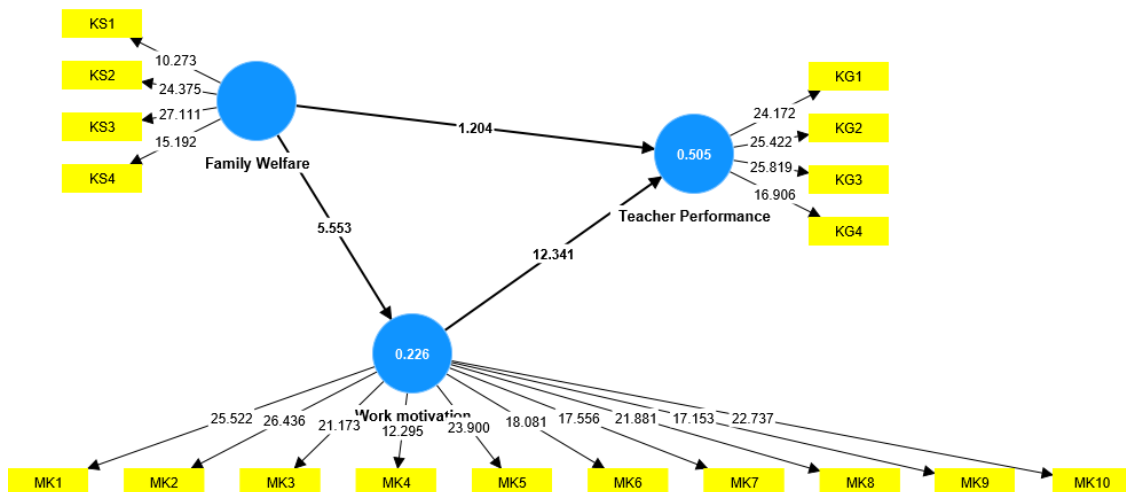 KS1
10.273
KS2
24.375
KS3
27.111
KS4
15.192
Family Welfare
1.204
KG1
24.172
KG2
25.422
0.505
25.819
KG3
16.906
KG4
Teacher Performance
5.553
12.341
0.226
Work motivation
25.522
26.436
21.173
12.295
23.900
18.081
17.556
21.881
17.153
22.737
MK1
MK2
MK3
MK4
MK5
MK6
MK7
MK8
MK9
MK10